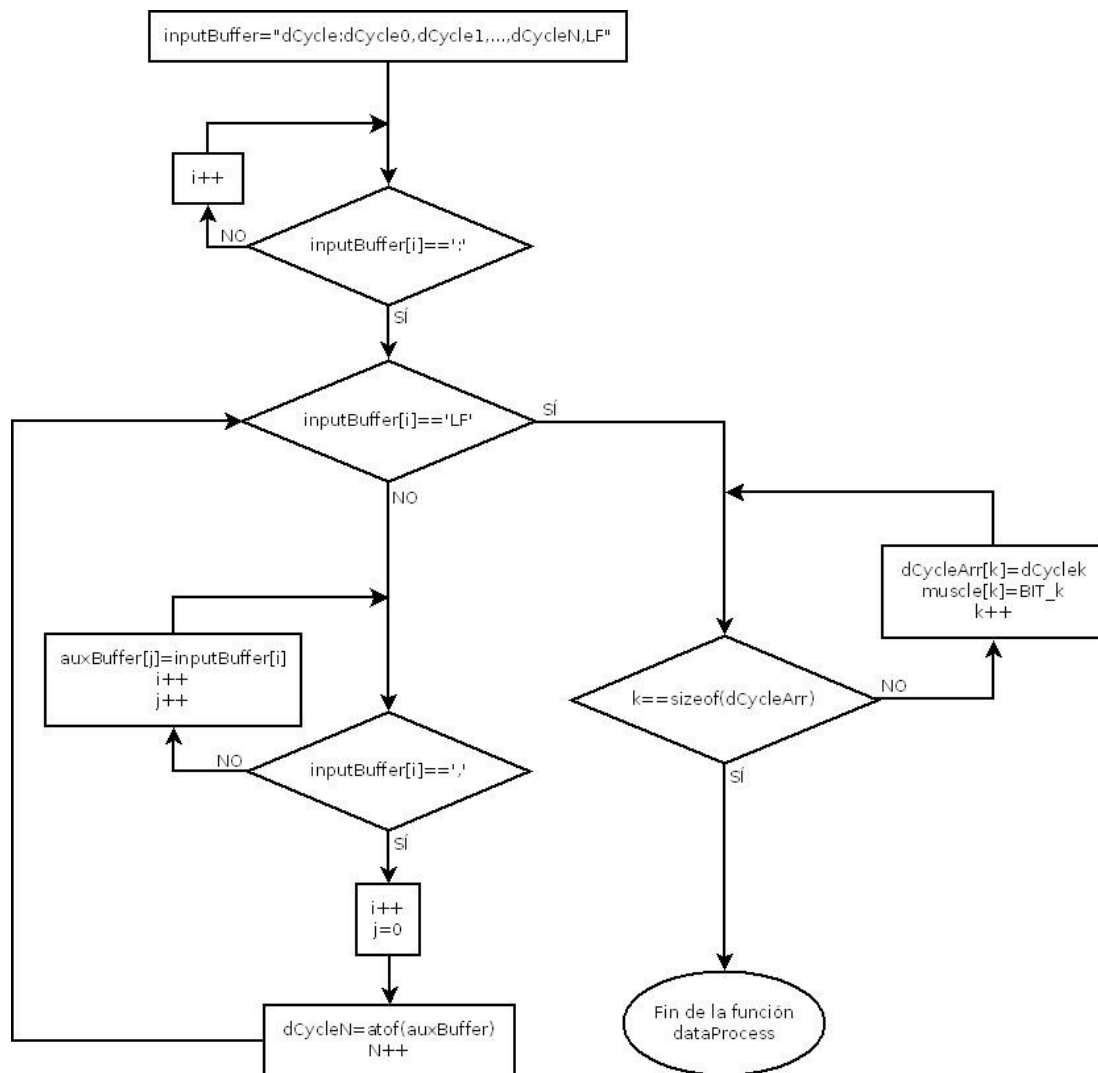 inputBuffer="dCycle:dCycle0,dCycle1,...,dCycleN,LF"
i++
NO
inputBuffer[i]==':'
SÍ
inputBuffer[i]=='LF'
SÍ
NO
dCycleArr[k]=dCyclek
muscle[k]=BIT_k
k++
auxBuffer[j]=inputBuffer[i]
i++
j++
k==sizeof(dCycleArr)
NO
NO
inputBuffer[i]==','
SÍ
SÍ
i++
j=0
Fin de la función
dataProcess
dCycleN=atof(auxBuffer)
N++